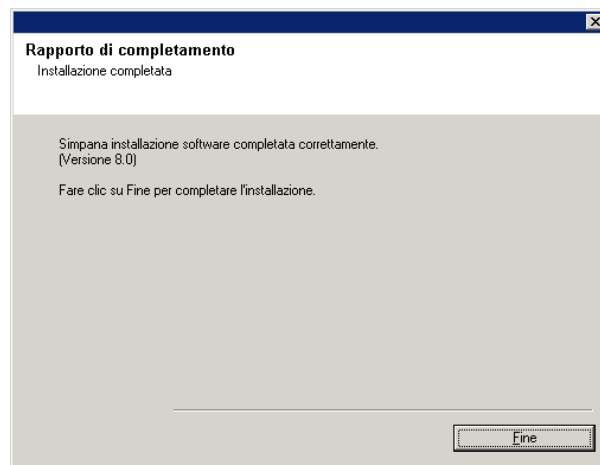 Rapporto di completamento
Installazione completata
Simpana installazione software completata correttamente.
(Versione 8.0)
Fare clic su Fine per completare l'installazione.
Fine